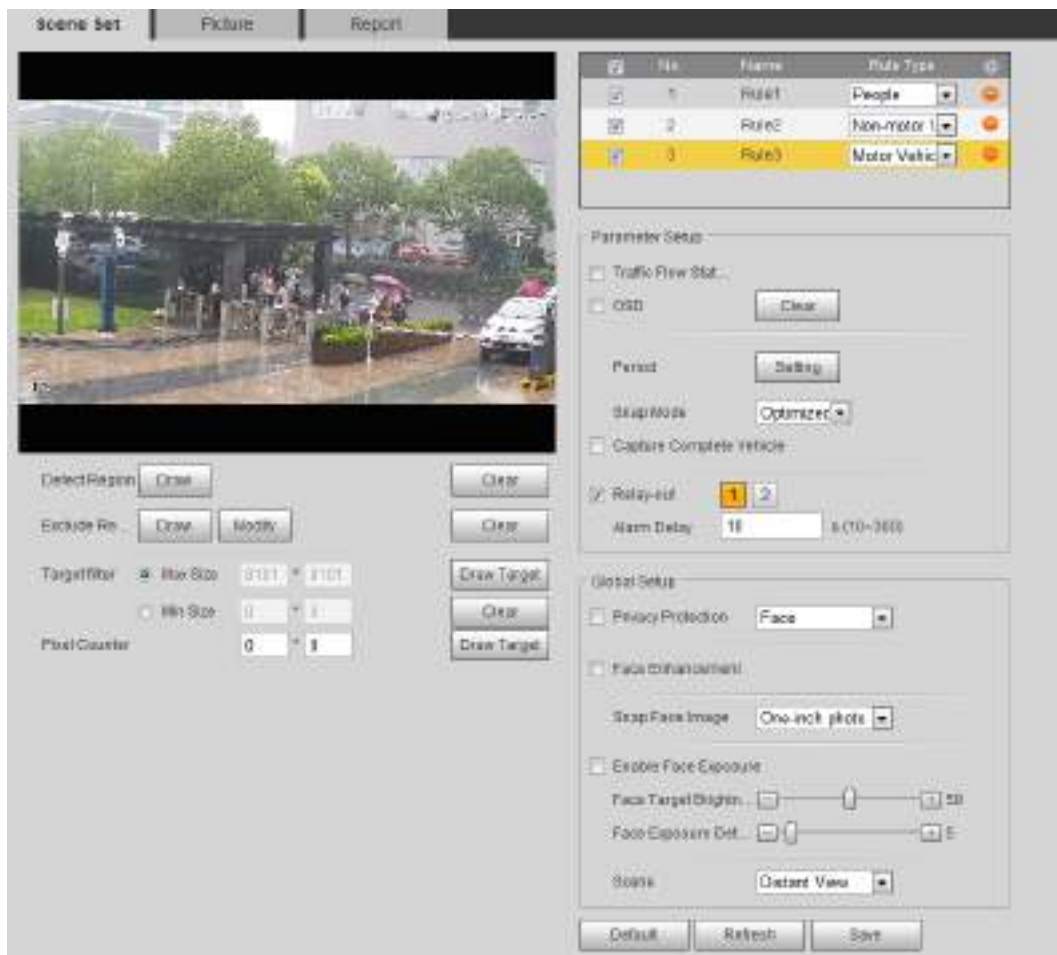 Scene Set Picture Report
No. Name Rule Type
1 Rule1 People
2 Rule2 Non-motor
3 Rule3 Motor Vehic
Parameter Setup
Traffic Flow Stat...
OSD Clear
Period Setting
Snap Mode Optimized
Capture Complete Vehicle
Relay-out 1 2
Alarm Delay 10 s (10~300)
Detect Region Draw Clear
Exclude Re... Draw Modify Clear
Target filter Max Size 8191 * 8191 Draw Target
Min Size 0 * 0 Clear
Pixel Counter 0 * 0 Draw Target
Global Setup
Privacy Protection Face
Face Enhancement
Snap Face Image One-inch photo
Enable Face Exposure
Face Target Brightn... 50
Face Exposure Det... 5
Scene Distant View
Default Refresh Save